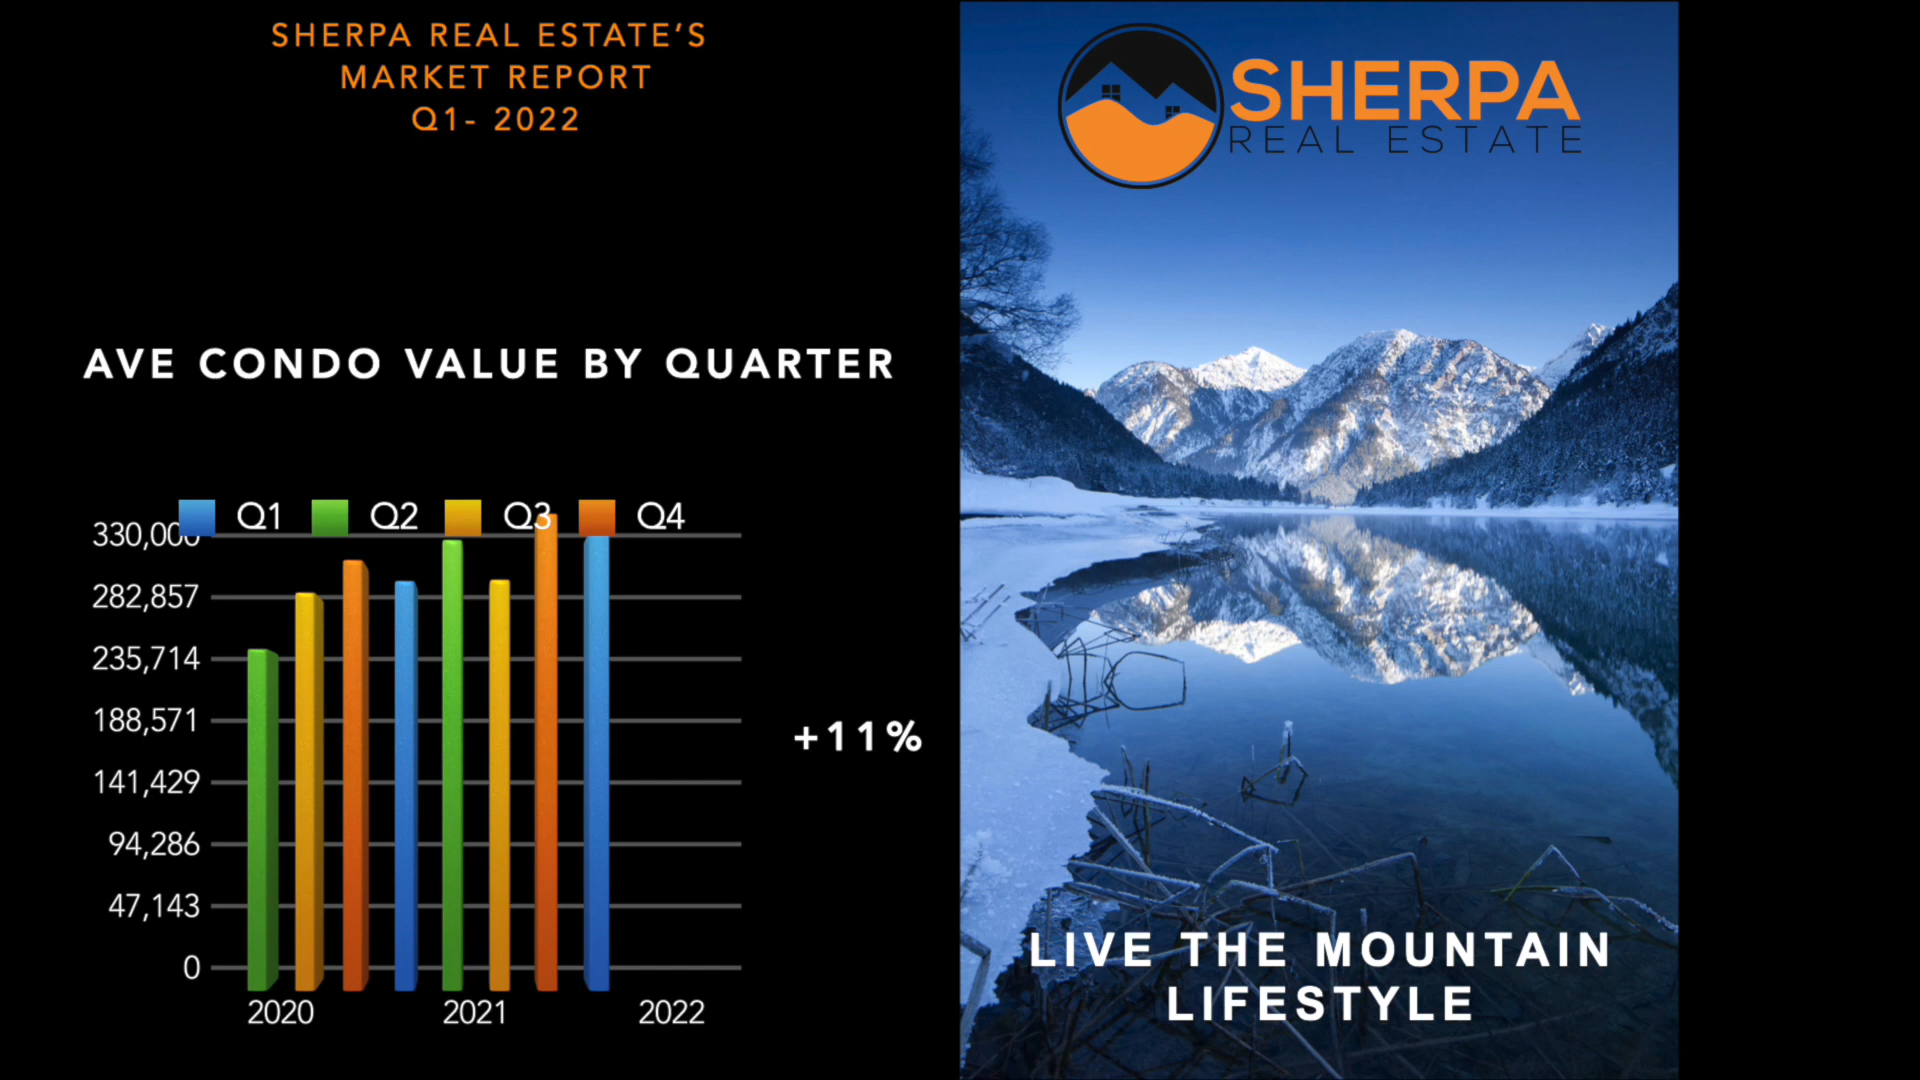 SHERPA REAL ESTATE'S
MARKET REPORT
Q1- 2022
AVE CONDO VALUE BY QUARTER
Q1 Q2 Q3 Q4
330,000
282,857
235,714
188,571
141,429
94,286
47,143
0
2020 2021 2022
+11%
SHERPA
REAL ESTATE
LIVE THE MOUNTAIN
LIFESTYLE